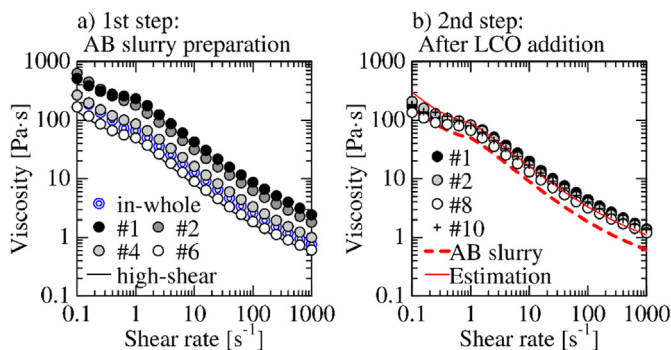 a) 1st step:
AB slurry preparation
1000
100
10
1
0.1
Viscosity [Pa·s]
in-whole
#1 #2
#4 #6
high-shear
0.1 1 10 100 1000
Shear rate [s⁻¹]
b) 2nd step:
After LCO addition
1000
100
10
1
0.1
Viscosity [Pa·s]
#1
#2
#8
#10
AB slurry
Estimation
0.1 1 10 100 1000
Shear rate [s⁻¹]